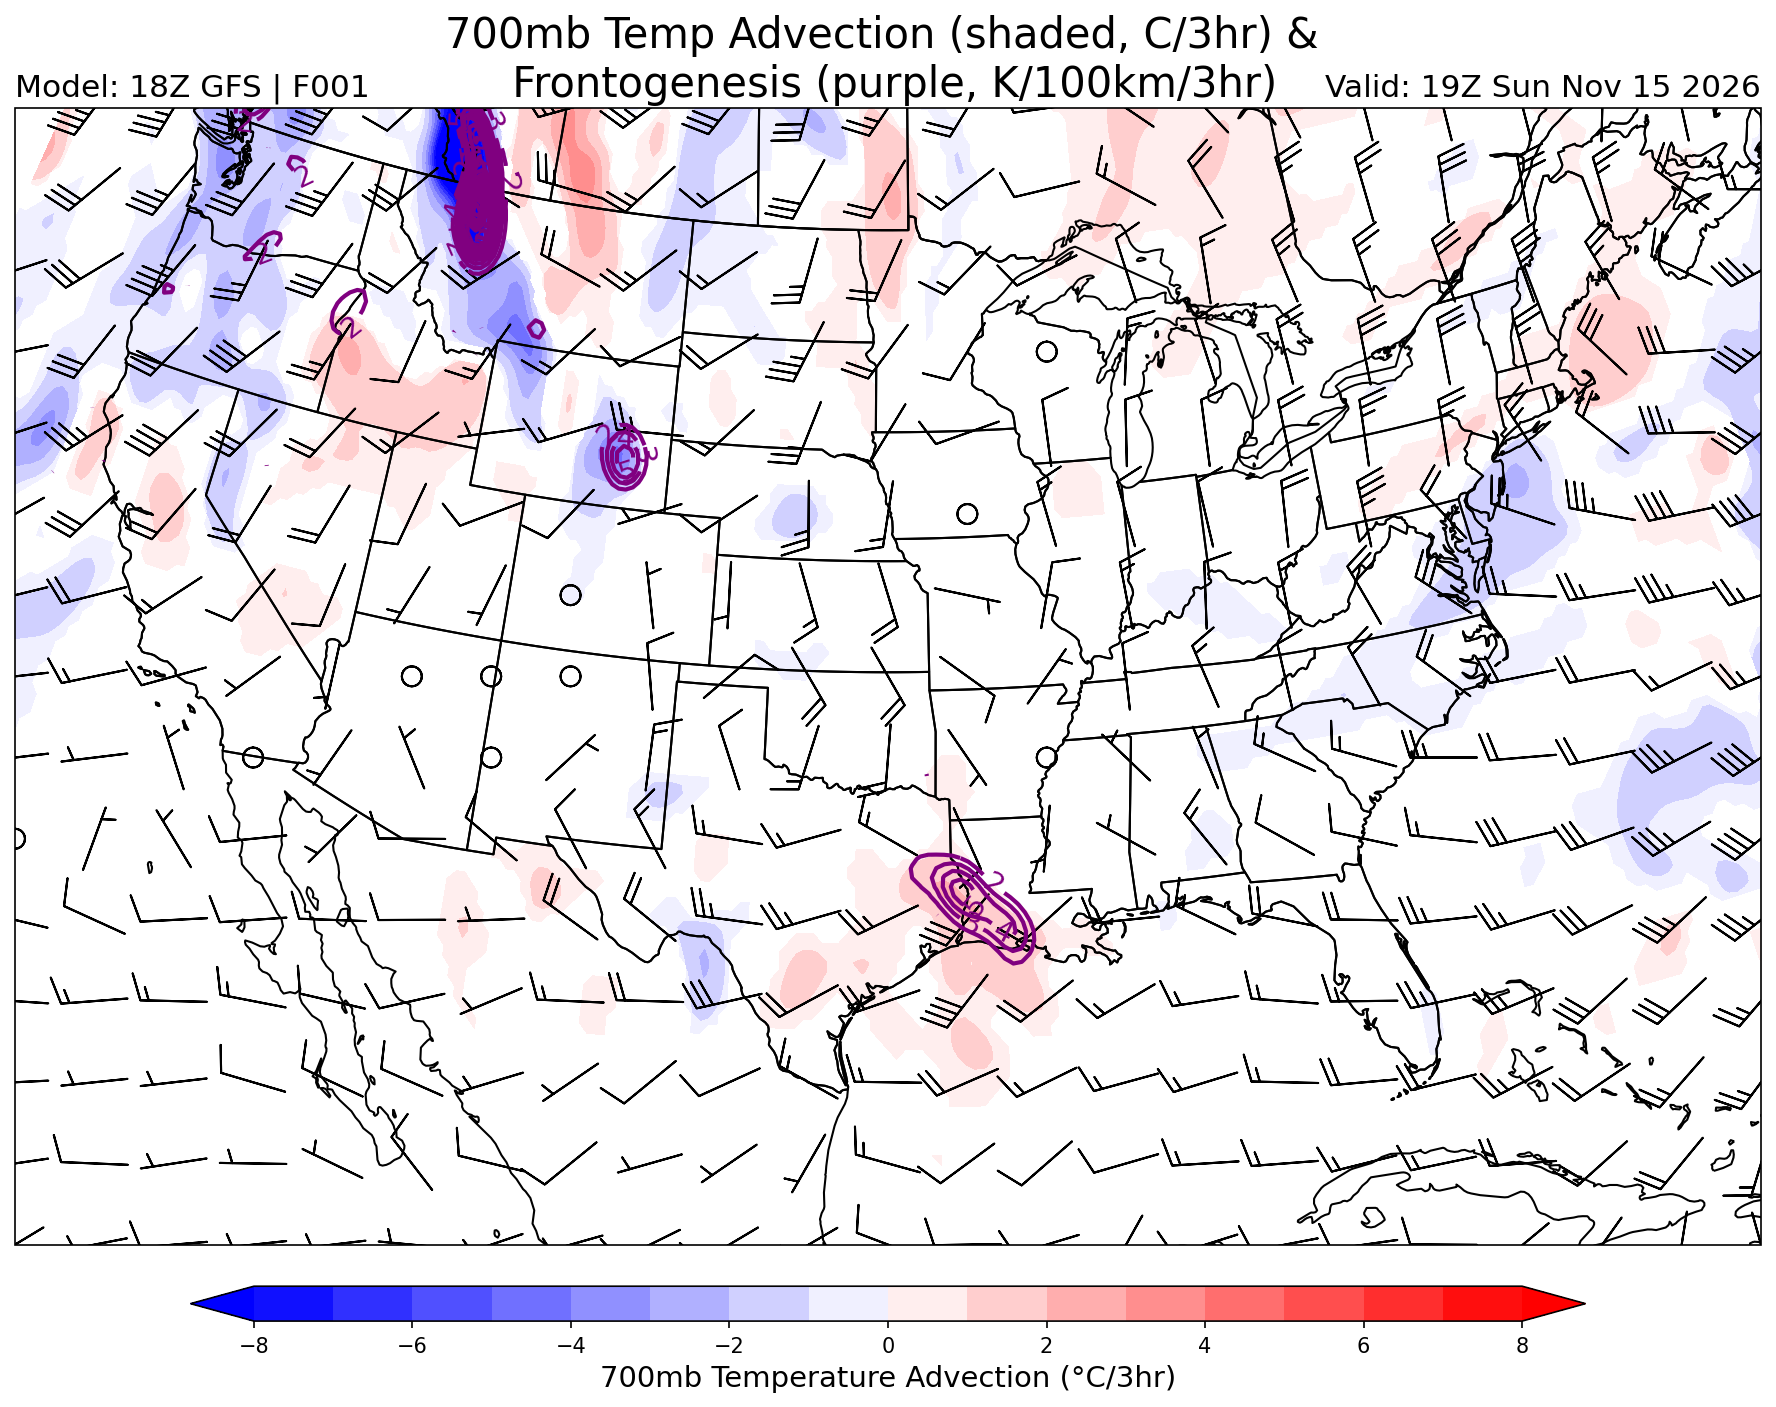 700mb Temp Advection (shaded, C/3hr) &
Frontogenesis (purple, K/100km/3hr)
Model: 18Z GFS | F001
Valid: 19Z Sun Nov 15 2026
−8 −6 −4 −2 0 2 4 6 8
700mb Temperature Advection (°C/3hr)